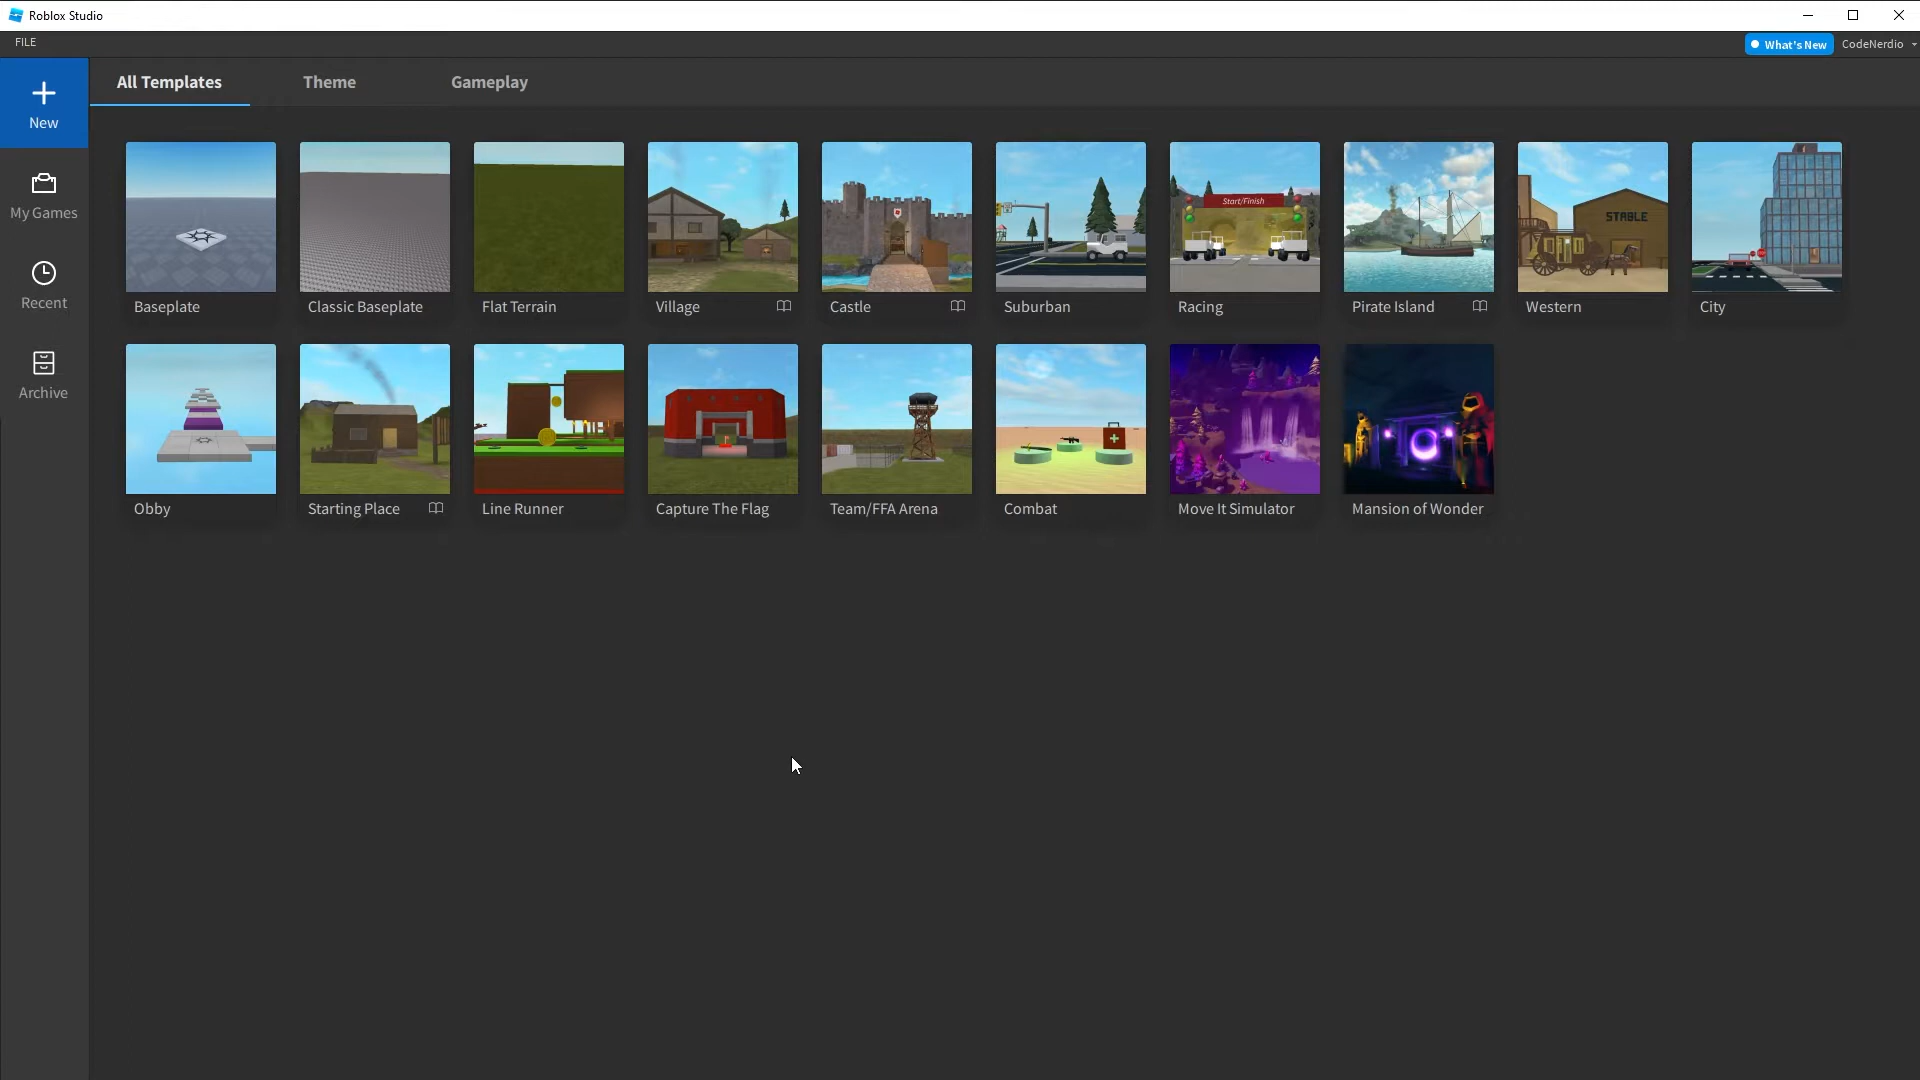 Roblox Studio
FILE
What's New
CodeNerdio
New
All Templates
Theme
Gameplay
My Games
Recent
Archive
Start/Finish
STABLE
Baseplate
Classic Baseplate
Flat Terrain
Village
Castle
Suburban
Racing
Pirate Island
Western
City
Obby
Starting Place
Line Runner
Capture The Flag
Team/FFA Arena
Combat
Move It Simulator
Mansion of Wonder